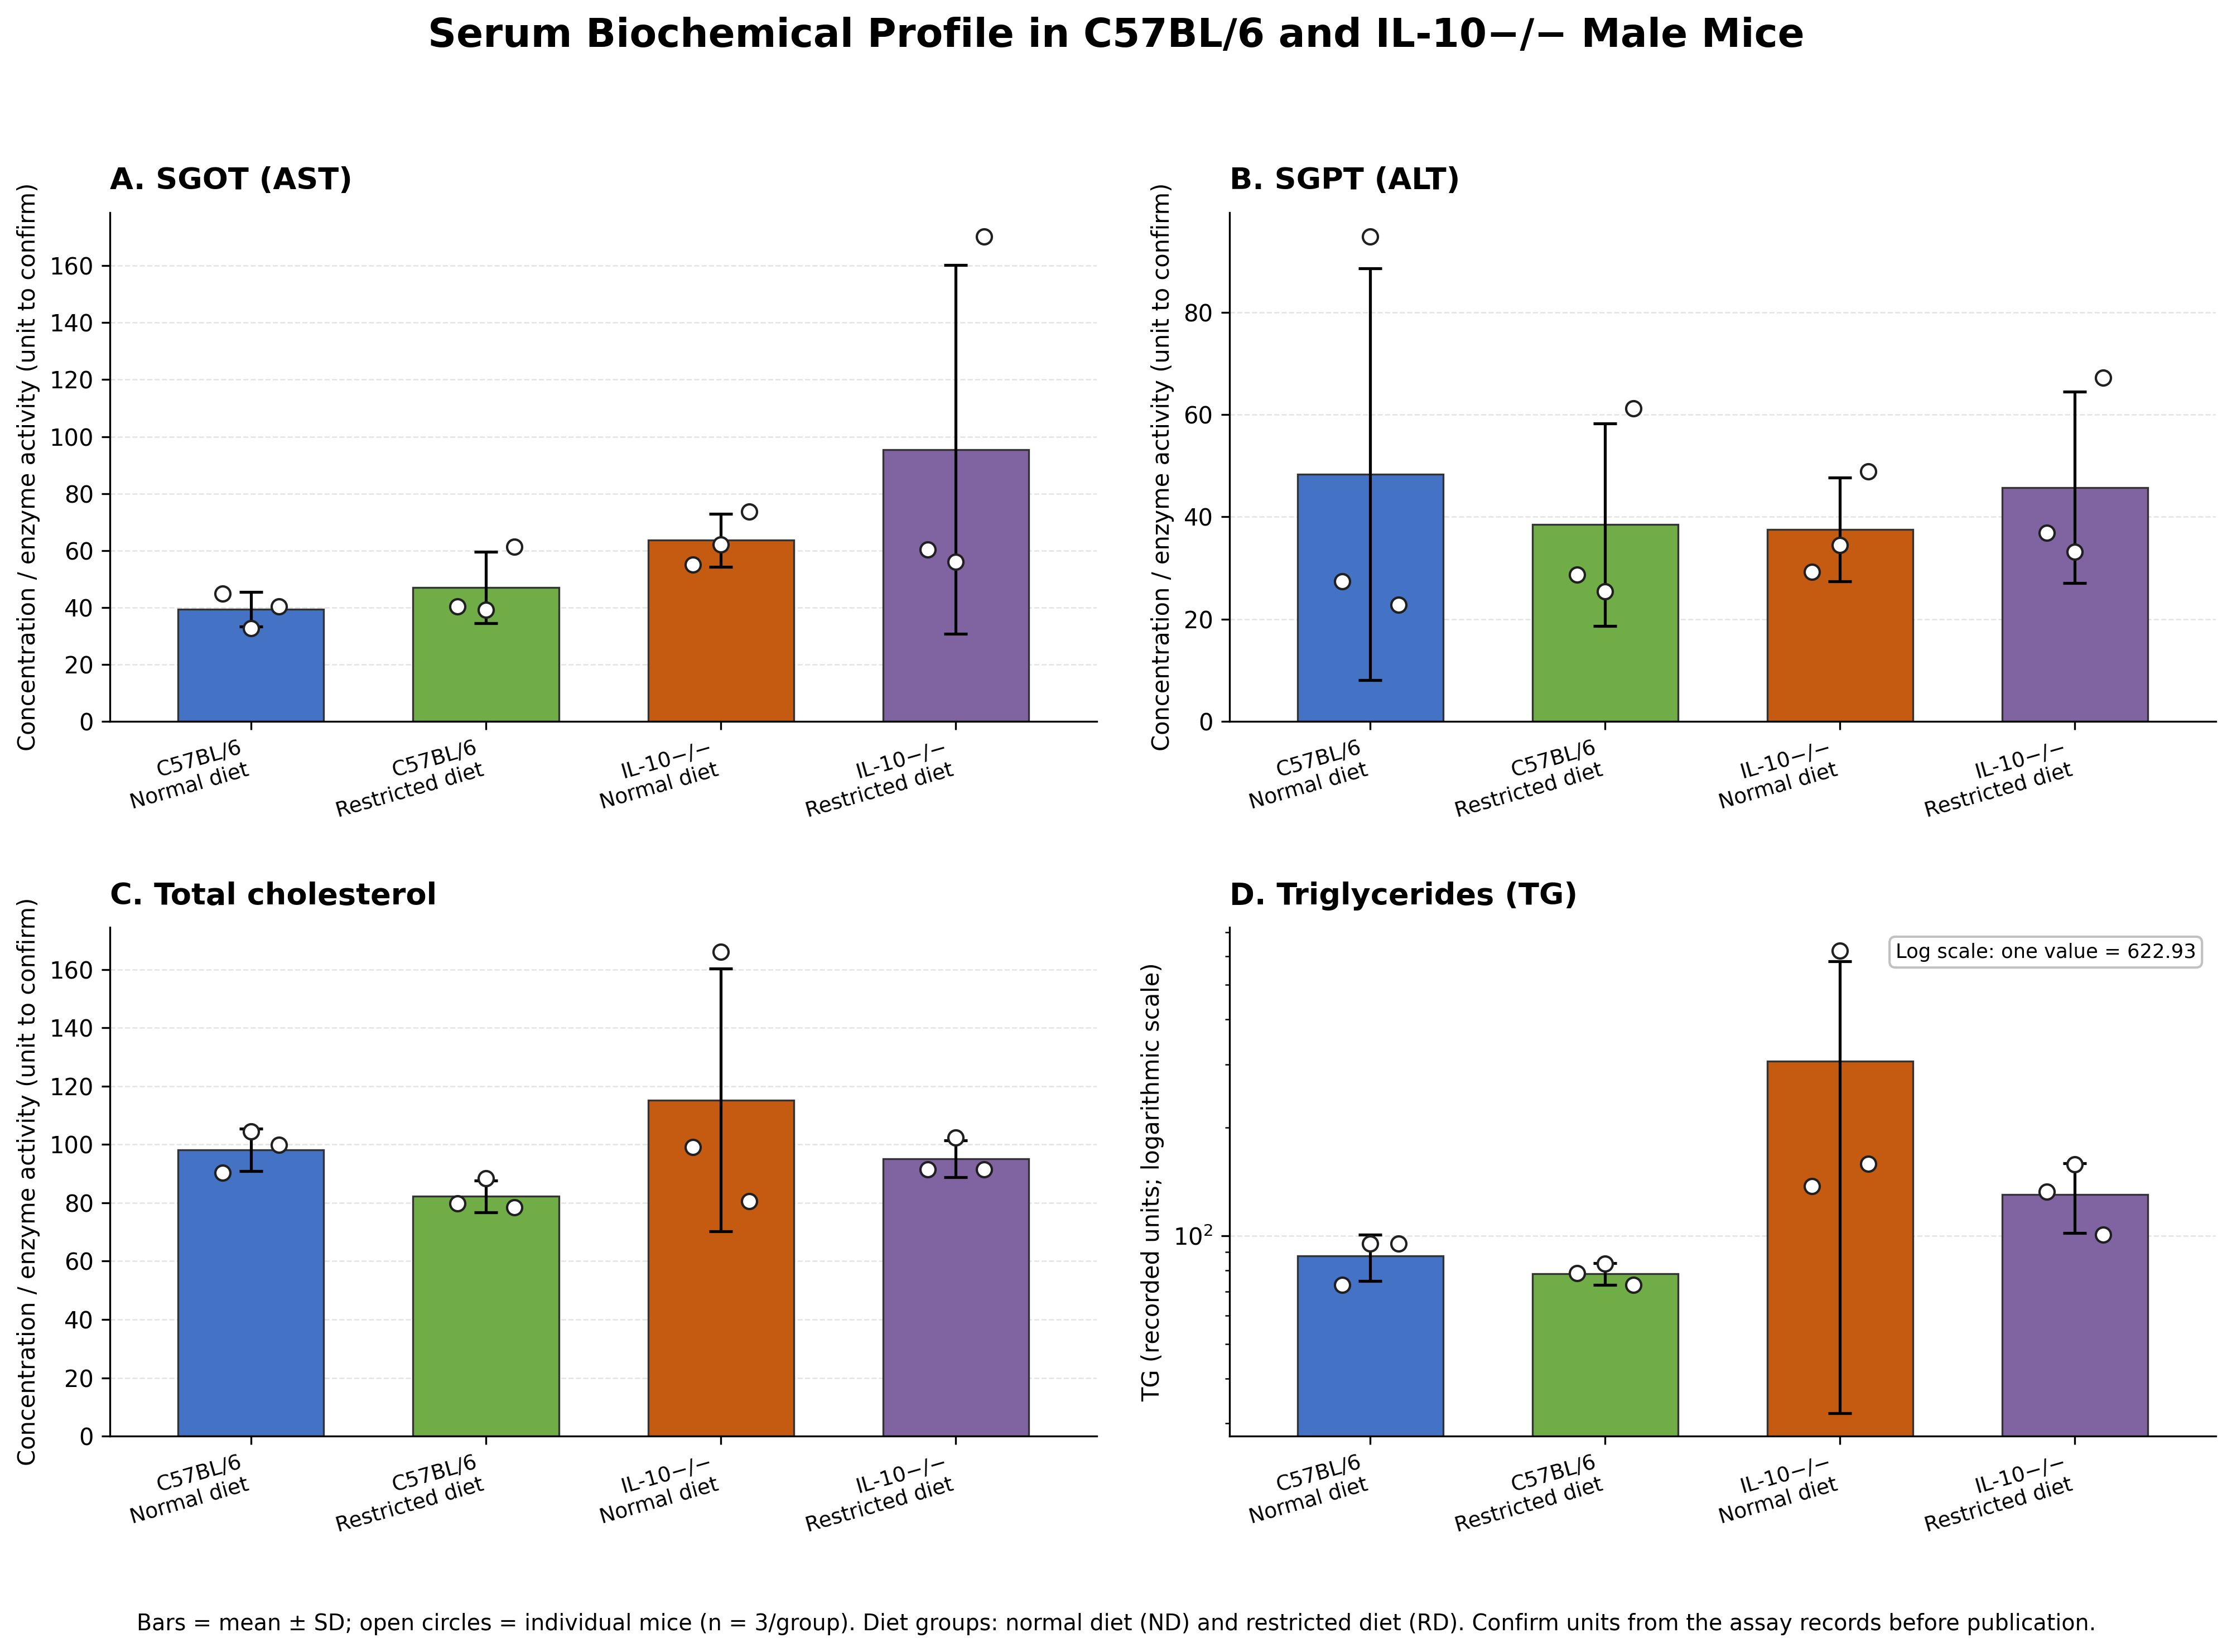 Serum Biochemical Profile in C57BL/6 and IL-10−/− Male Mice
A. SGOT (AST)
Concentration / enzyme activity (unit to confirm)
160
140
120
100
80
60
40
20
0
C57BL/6
Normal diet
C57BL/6
Restricted diet
IL-10−/−
Normal diet
IL-10−/−
Restricted diet
B. SGPT (ALT)
Concentration / enzyme activity (unit to confirm)
80
60
40
20
0
C57BL/6
Normal diet
C57BL/6
Restricted diet
IL-10−/−
Normal diet
IL-10−/−
Restricted diet
C. Total cholesterol
Concentration / enzyme activity (unit to confirm)
160
140
120
100
80
60
40
20
0
C57BL/6
Normal diet
C57BL/6
Restricted diet
IL-10−/−
Normal diet
IL-10−/−
Restricted diet
D. Triglycerides (TG)
TG (recorded units; logarithmic scale)
Log scale: one value = 622.93
10²
C57BL/6
Normal diet
C57BL/6
Restricted diet
IL-10−/−
Normal diet
IL-10−/−
Restricted diet
Bars = mean ± SD; open circles = individual mice (n = 3/group). Diet groups: normal diet (ND) and restricted diet (RD). Confirm units from the assay records before publication.